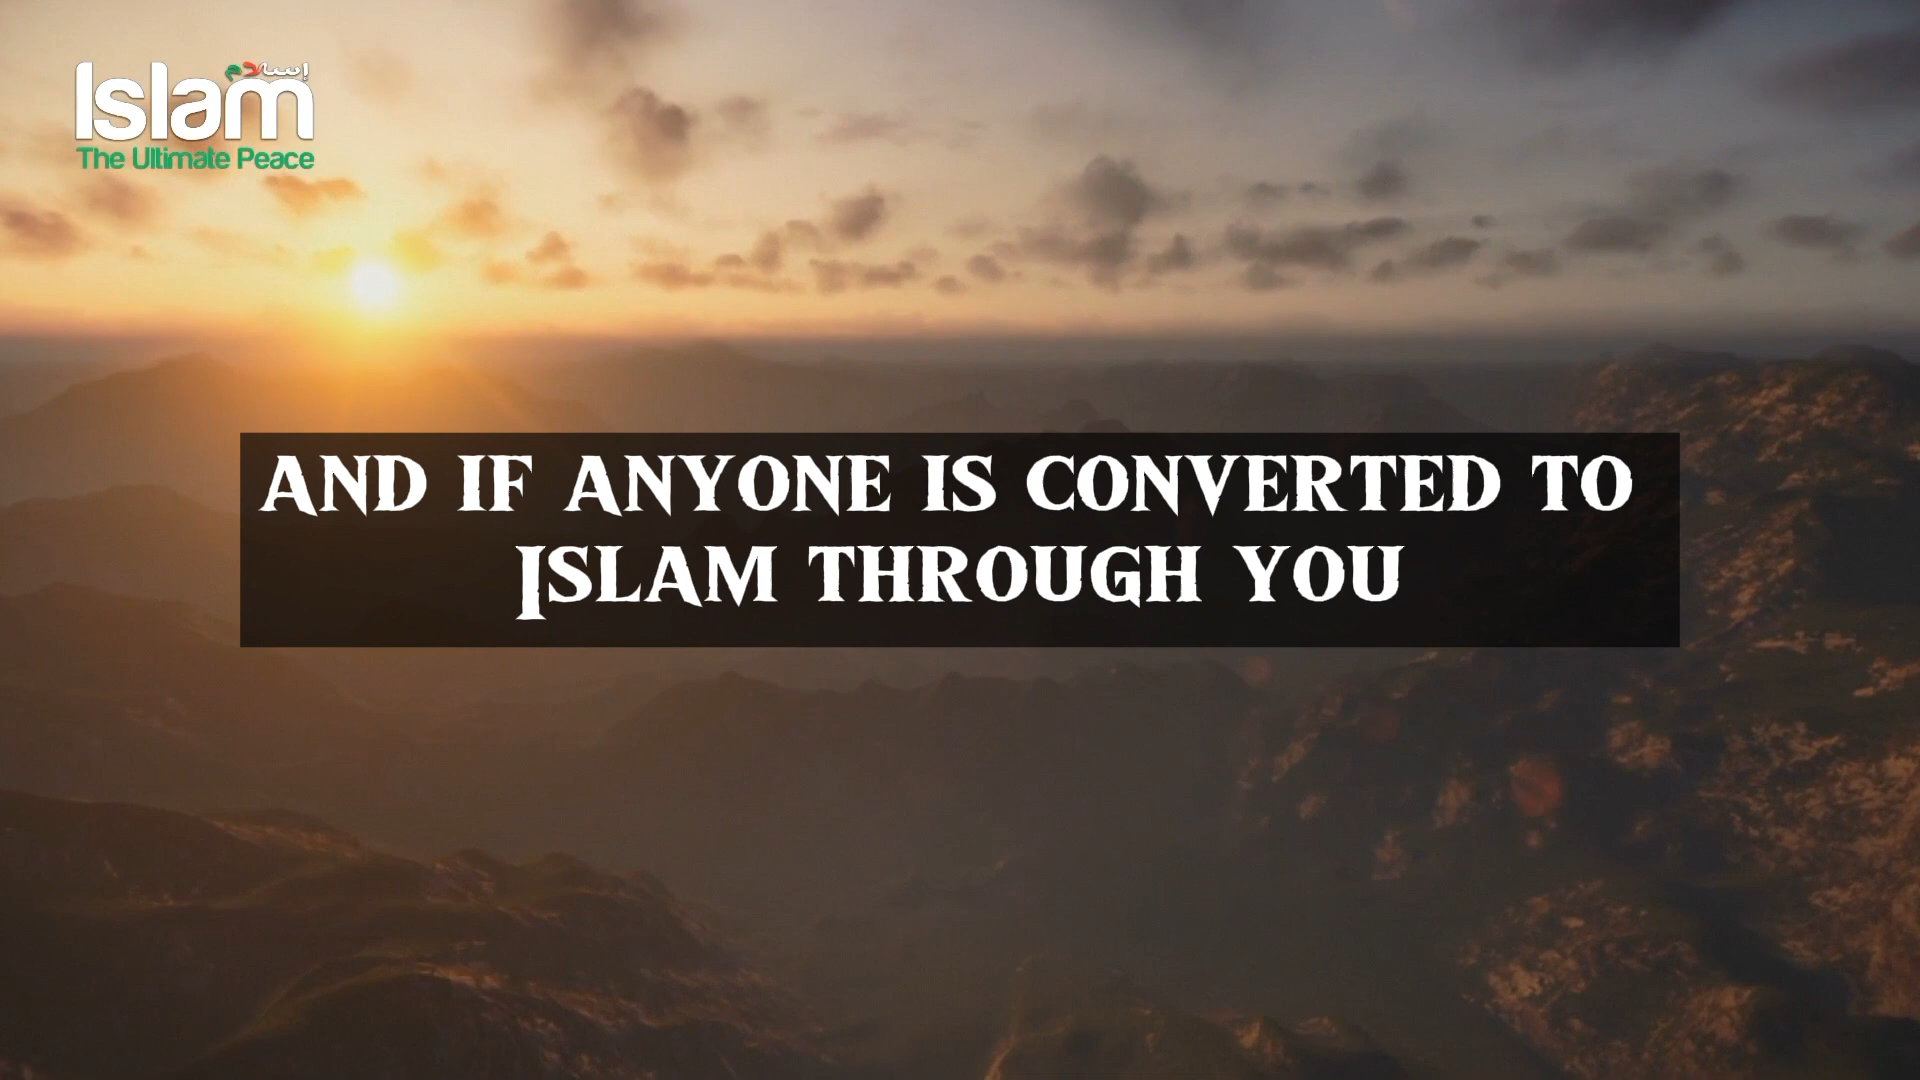 Islam
إسلام
The Ultimate Peace
AND IF ANYONE IS CONVERTED TO
ISLAM THROUGH YOU